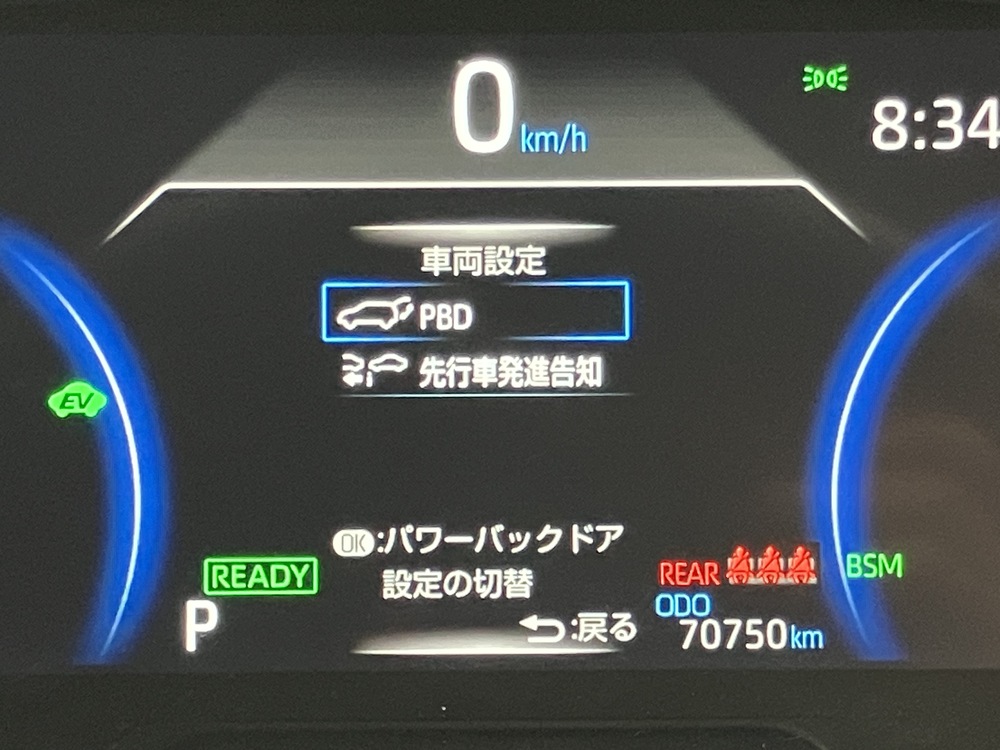 0 km/h
8:34
車両設定
PBD
先行車発進告知
EV
OK:パワーバックドア
設定の切替
:戻る
READY
P
REAR
BSM
ODO
70750km